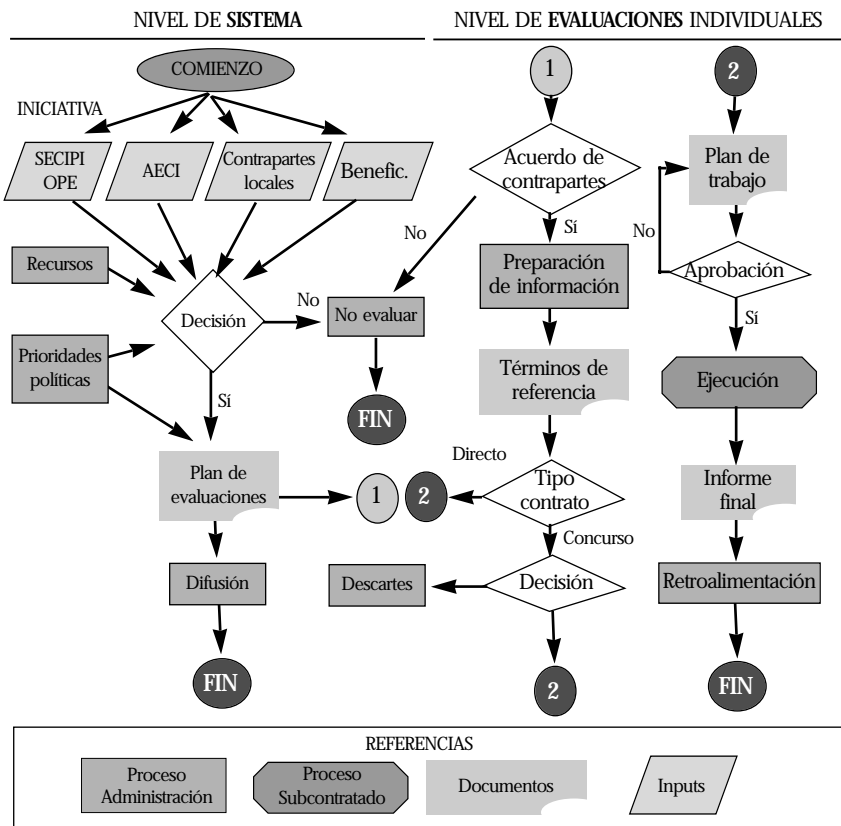 NIVEL DE SISTEMA
COMIENZO
INICIATIVA
SECIPI
OPE
AECI
Contrapartes
locales
Benefic.
Recursos
Prioridades
políticas
Decisión
No
No evaluar
FIN
Sí
Plan de
evaluaciones
1
Difusión
FIN
NIVEL DE EVALUACIONES INDIVIDUALES
1
Acuerdo de
contrapartes
No
Sí
Preparación
de información
Términos de
referencia
Directo
Tipo
contrato
2
Concurso
Decisión
Descartes
2
2
Plan de
trabajo
No
Aprobación
Sí
Ejecución
Informe
final
Retroalimentación
FIN
REFERENCIAS
Proceso
Administración
Proceso
Subcontratado
Documentos
Inputs